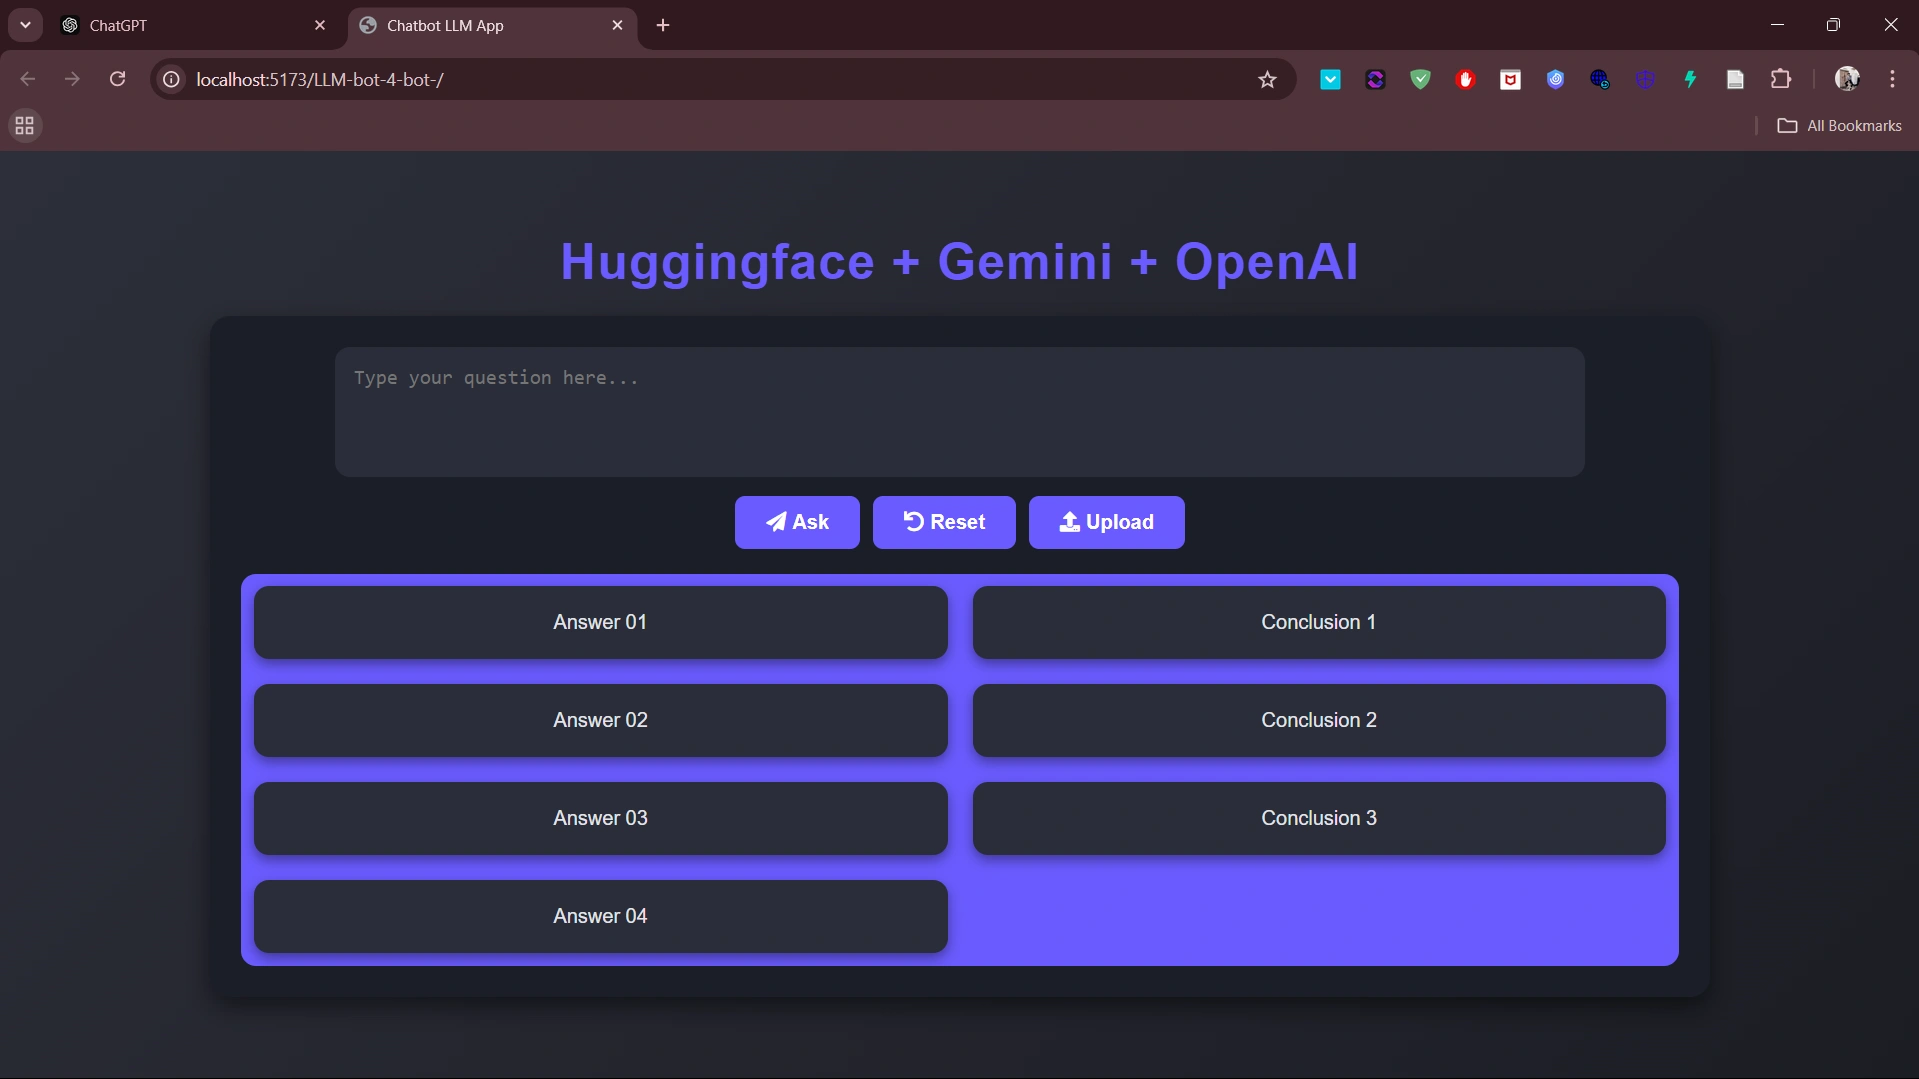 ChatGPT
Chatbot LLM App
localhost:5173/LLM-bot-4-bot-/
All Bookmarks
Huggingface + Gemini + OpenAI
Type your question here...
Ask Reset Upload
Answer 01 Conclusion 1
Answer 02 Conclusion 2
Answer 03 Conclusion 3
Answer 04